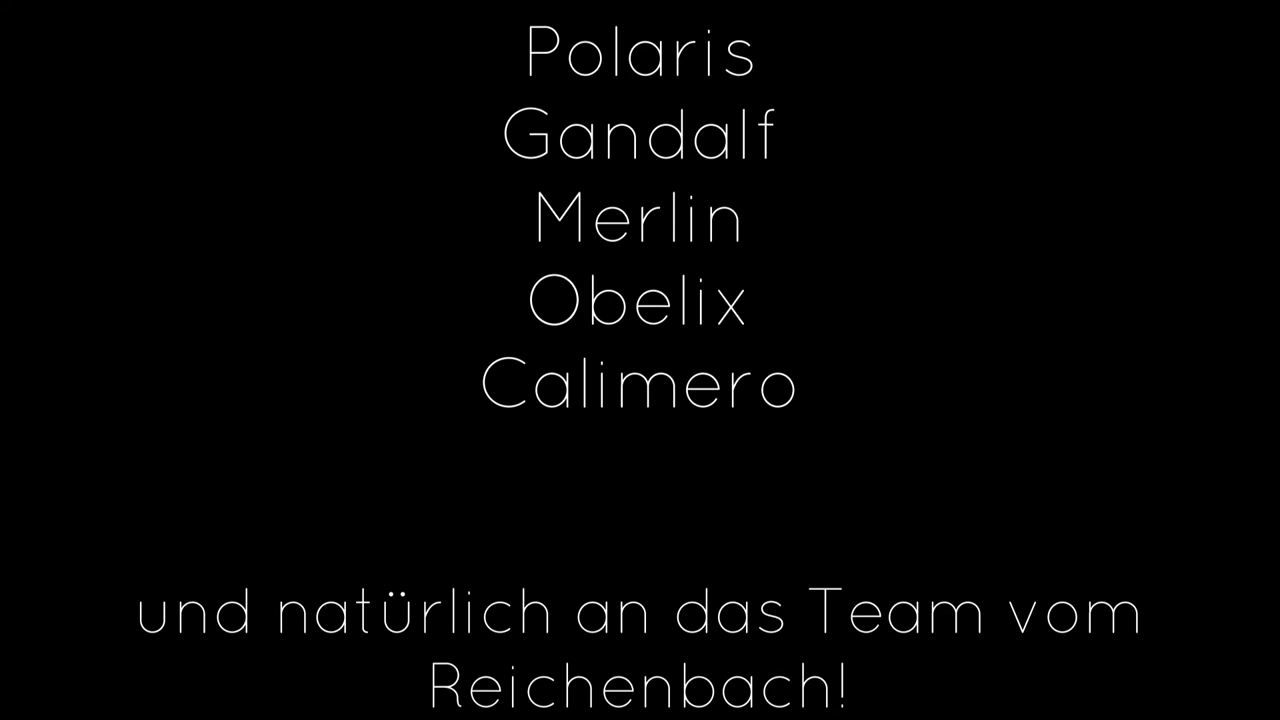 Polaris
Gandalf
Merlin
Obelix
Calimero
und natürlich an das Team vom
Reichenbach!